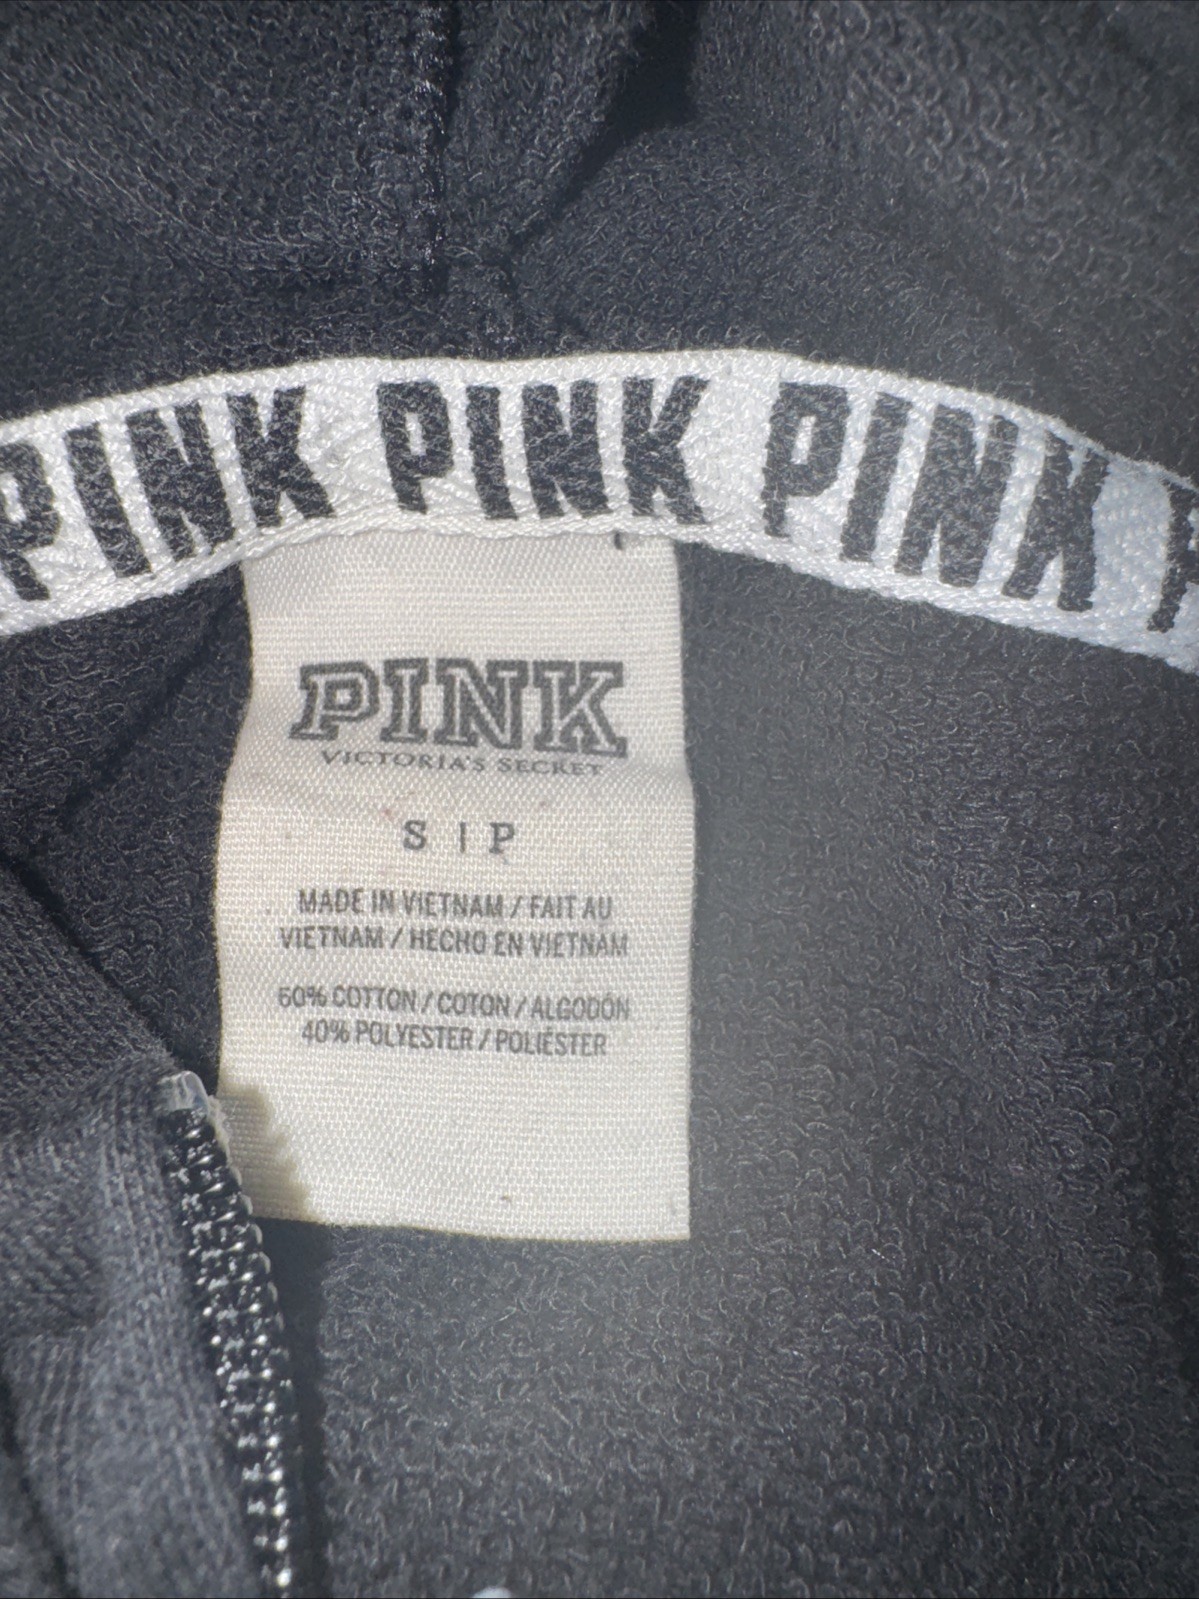 PINK PINK PINK
PINK
VICTORIA'S SECRET
S | P
MADE IN VIETNAM / FAIT AU
VIETNAM / HECHO EN VIETNAM
60% COTTON / COTON / ALGODÓN
40% POLYESTER / POLIÉSTER